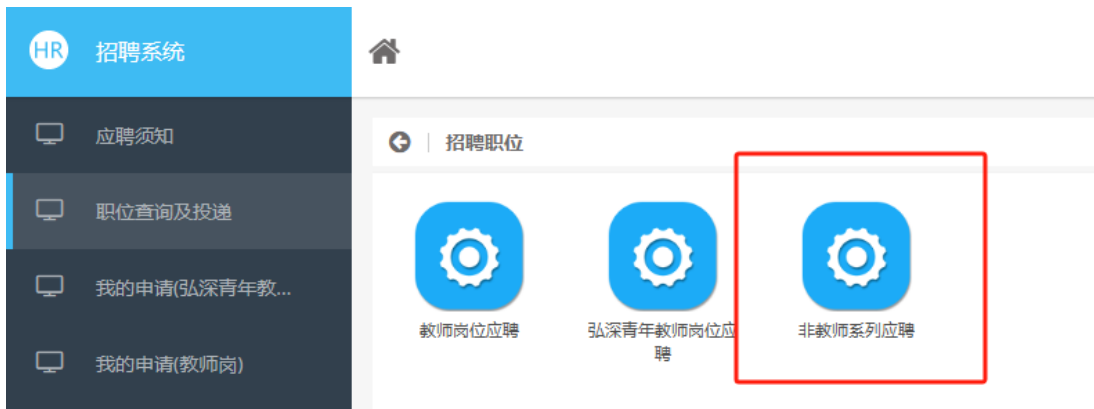 HR 招聘系统
应聘须知
职位查询及投递
我的申请(弘深青年教...
我的申请(教师岗)
招聘职位
教师岗位应聘
弘深青年教师岗位应
聘
非教师系列应聘